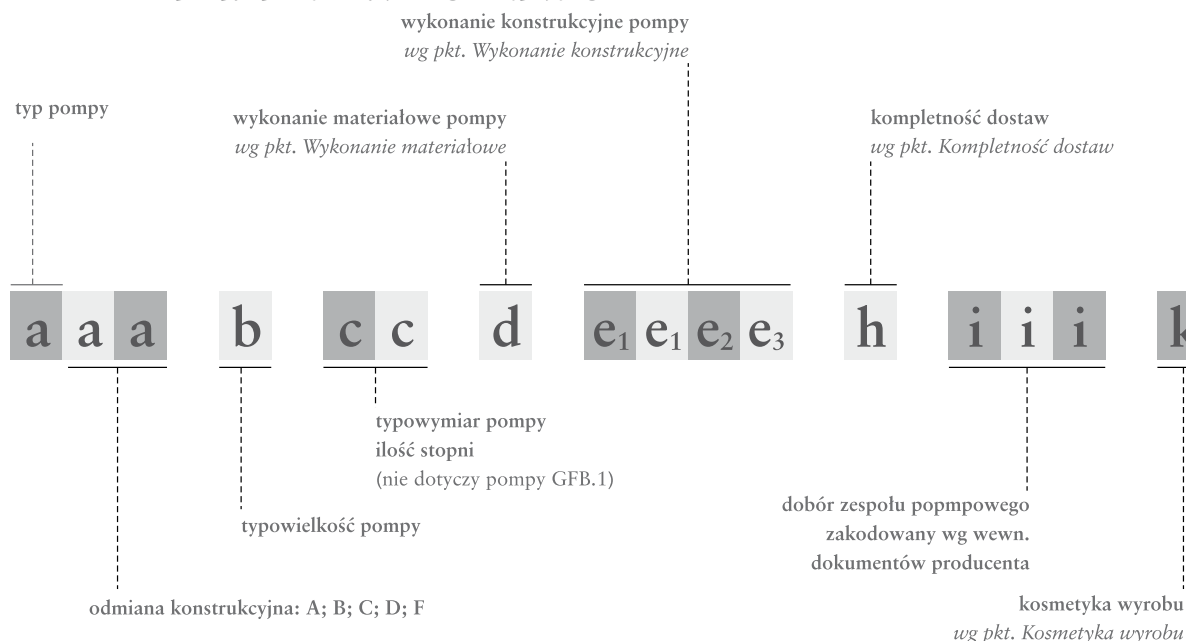 wykonanie konstrukcyjne pompy
wg pkt. Wykonanie konstrukcyjne
typ pompy
wykonanie materiałowe pompy
wg pkt. Wykonanie materiałowe
kompletność dostaw
wg pkt. Kompletność dostaw
a a a b c c d e₁ e₁ e₂ e₃ h i i i k
typowymiar pompy
ilość stopni
(nie dotyczy pompy GFB.1)
typowielkość pompy
dobór zespołu popmpowego
zakodowany wg wewn.
dokumentów producenta
odmiana konstrukcyjna: A; B; C; D; F
kosmetyka wyrobu
wg pkt. Kosmetyka wyrobu